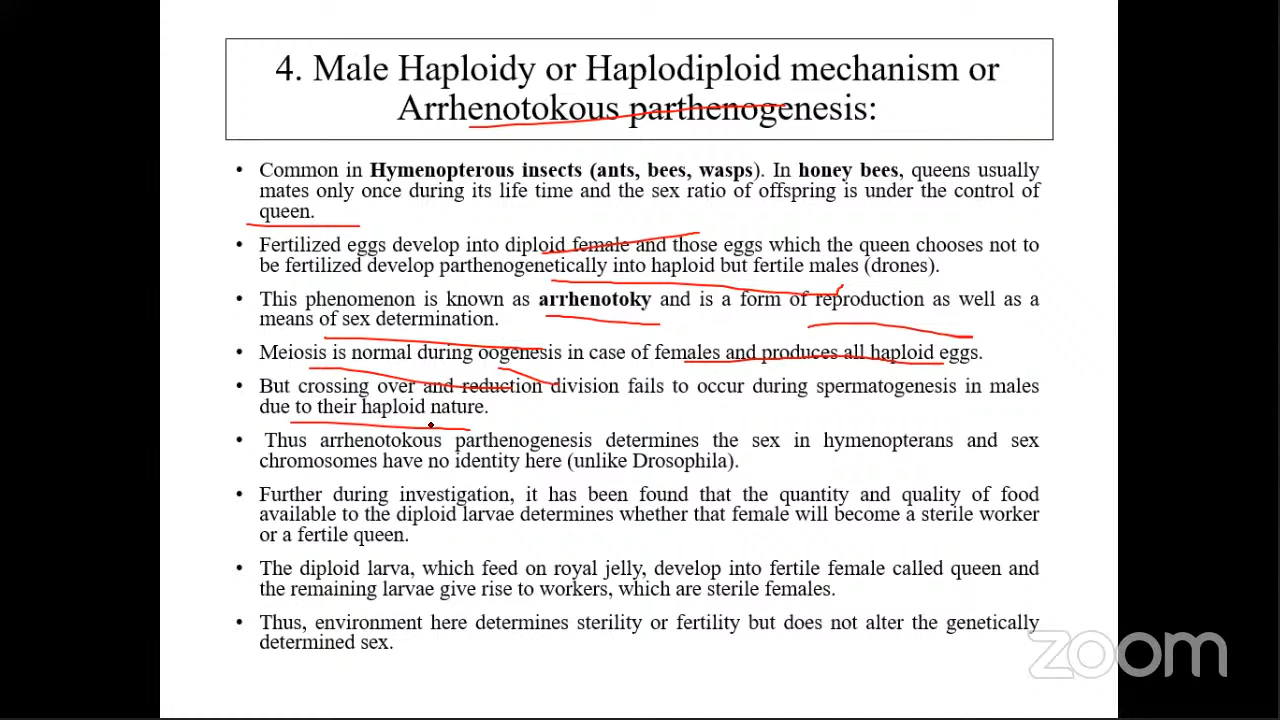 4. Male Haploidy or Haplodiploid mechanism or
Arrhenotokous parthenogenesis:
• Common in Hymenopterous insects (ants, bees, wasps). In honey bees, queens usually
mates only once during its life time and the sex ratio of offspring is under the control of
queen.
• Fertilized eggs develop into diploid female and those eggs which the queen chooses not to
be fertilized develop parthenogenetically into haploid but fertile males (drones).
• This phenomenon is known as arrhenotoky and is a form of reproduction as well as a
means of sex determination.
• Meiosis is normal during oogenesis in case of females and produces all haploid eggs.
• But crossing over and reduction division fails to occur during spermatogenesis in males
due to their haploid nature.
• Thus arrhenotokous parthenogenesis determines the sex in hymenopterans and sex
chromosomes have no identity here (unlike Drosophila).
• Further during investigation, it has been found that the quantity and quality of food
available to the diploid larvae determines whether that female will become a sterile worker
or a fertile queen.
• The diploid larva, which feed on royal jelly, develop into fertile female called queen and
the remaining larvae give rise to workers, which are sterile females.
• Thus, environment here determines sterility or fertility but does not alter the genetically
determined sex.
zoom